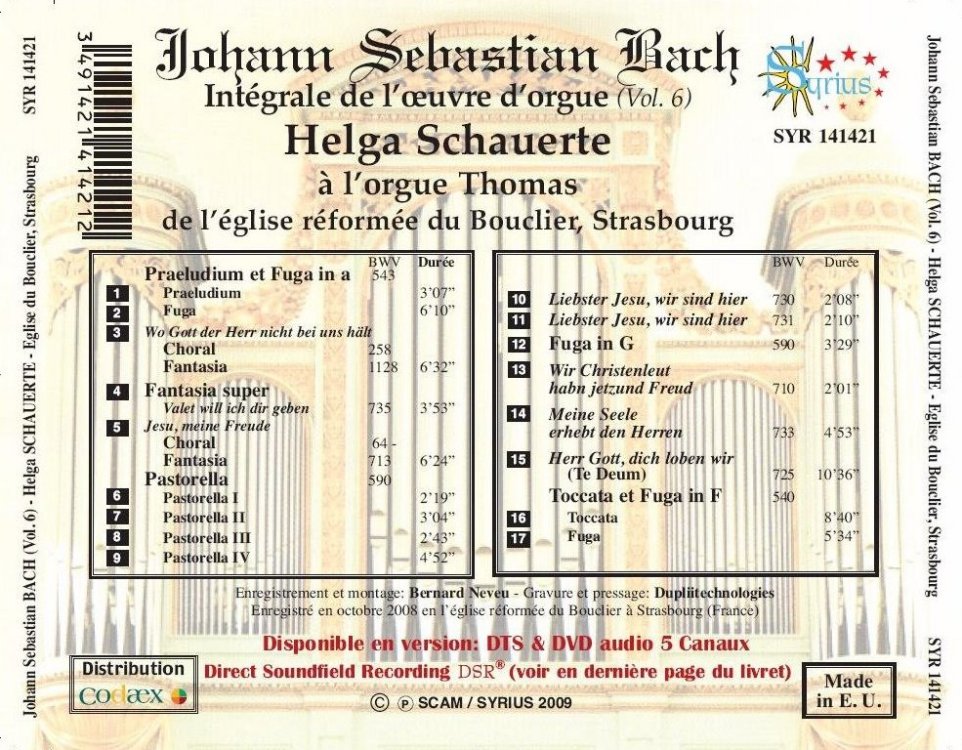 Johann Sebastian Bach
Intégrale de l'œuvre d'orgue (Vol. 6)
Helga Schauerte
à l'orgue Thomas
de l'église réformée du Bouclier, Strasbourg
Syrius
SYR 141421
3 491421 414212
SYR 141421
Johann Sebastian BACH (Vol. 6) - Helga SCHAUERTE - Eglise du Bouclier, Strasbourg
BWV Durée
Praeludium et Fuga in a 543
1 Praeludium 3'07"
2 Fuga 6'10"
3 Wo Gott der Herr nicht bei uns hält
Choral 258
Fantasia 1128 6'32"
4 Fantasia super
Valet will ich dir geben 735 3'53"
5 Jesu, meine Freude
Choral 64 -
Fantasia 713 6'24"
Pastorella 590
6 Pastorella I 2'19"
7 Pastorella II 3'04"
8 Pastorella III 2'43"
9 Pastorella IV 4'52"
BWV Durée
10 Liebster Jesu, wir sind hier 730 2'08"
11 Liebster Jesu, wir sind hier 731 2'10"
12 Fuga in G 590 3'29"
13 Wir Christenleut
habn jetzund Freud 710 2'01"
14 Meine Seele
erhebt den Herren 733 4'53"
15 Herr Gott, dich loben wir
(Te Deum) 725 10'36"
Toccata et Fuga in F 540
16 Toccata 8'40"
17 Fuga 5'34"
Enregistrement et montage: Bernard Neveu - Gravure et pressage: Dupliitechnologies
Enregistré en octobre 2008 en l'église réformée du Bouclier à Strasbourg (France)
Disponible en version: DTS & DVD audio 5 Canaux
Direct Soundfield Recording DSR® (voir en dernière page du livret)
Distribution
codæx
© ℗ SCAM / SYRIUS 2009
Made
in E. U.
Johann Sebastian BACH (Vol. 6) - Helga SCHAUERTE - Eglise du Bouclier, Strasbourg
SYR 141421